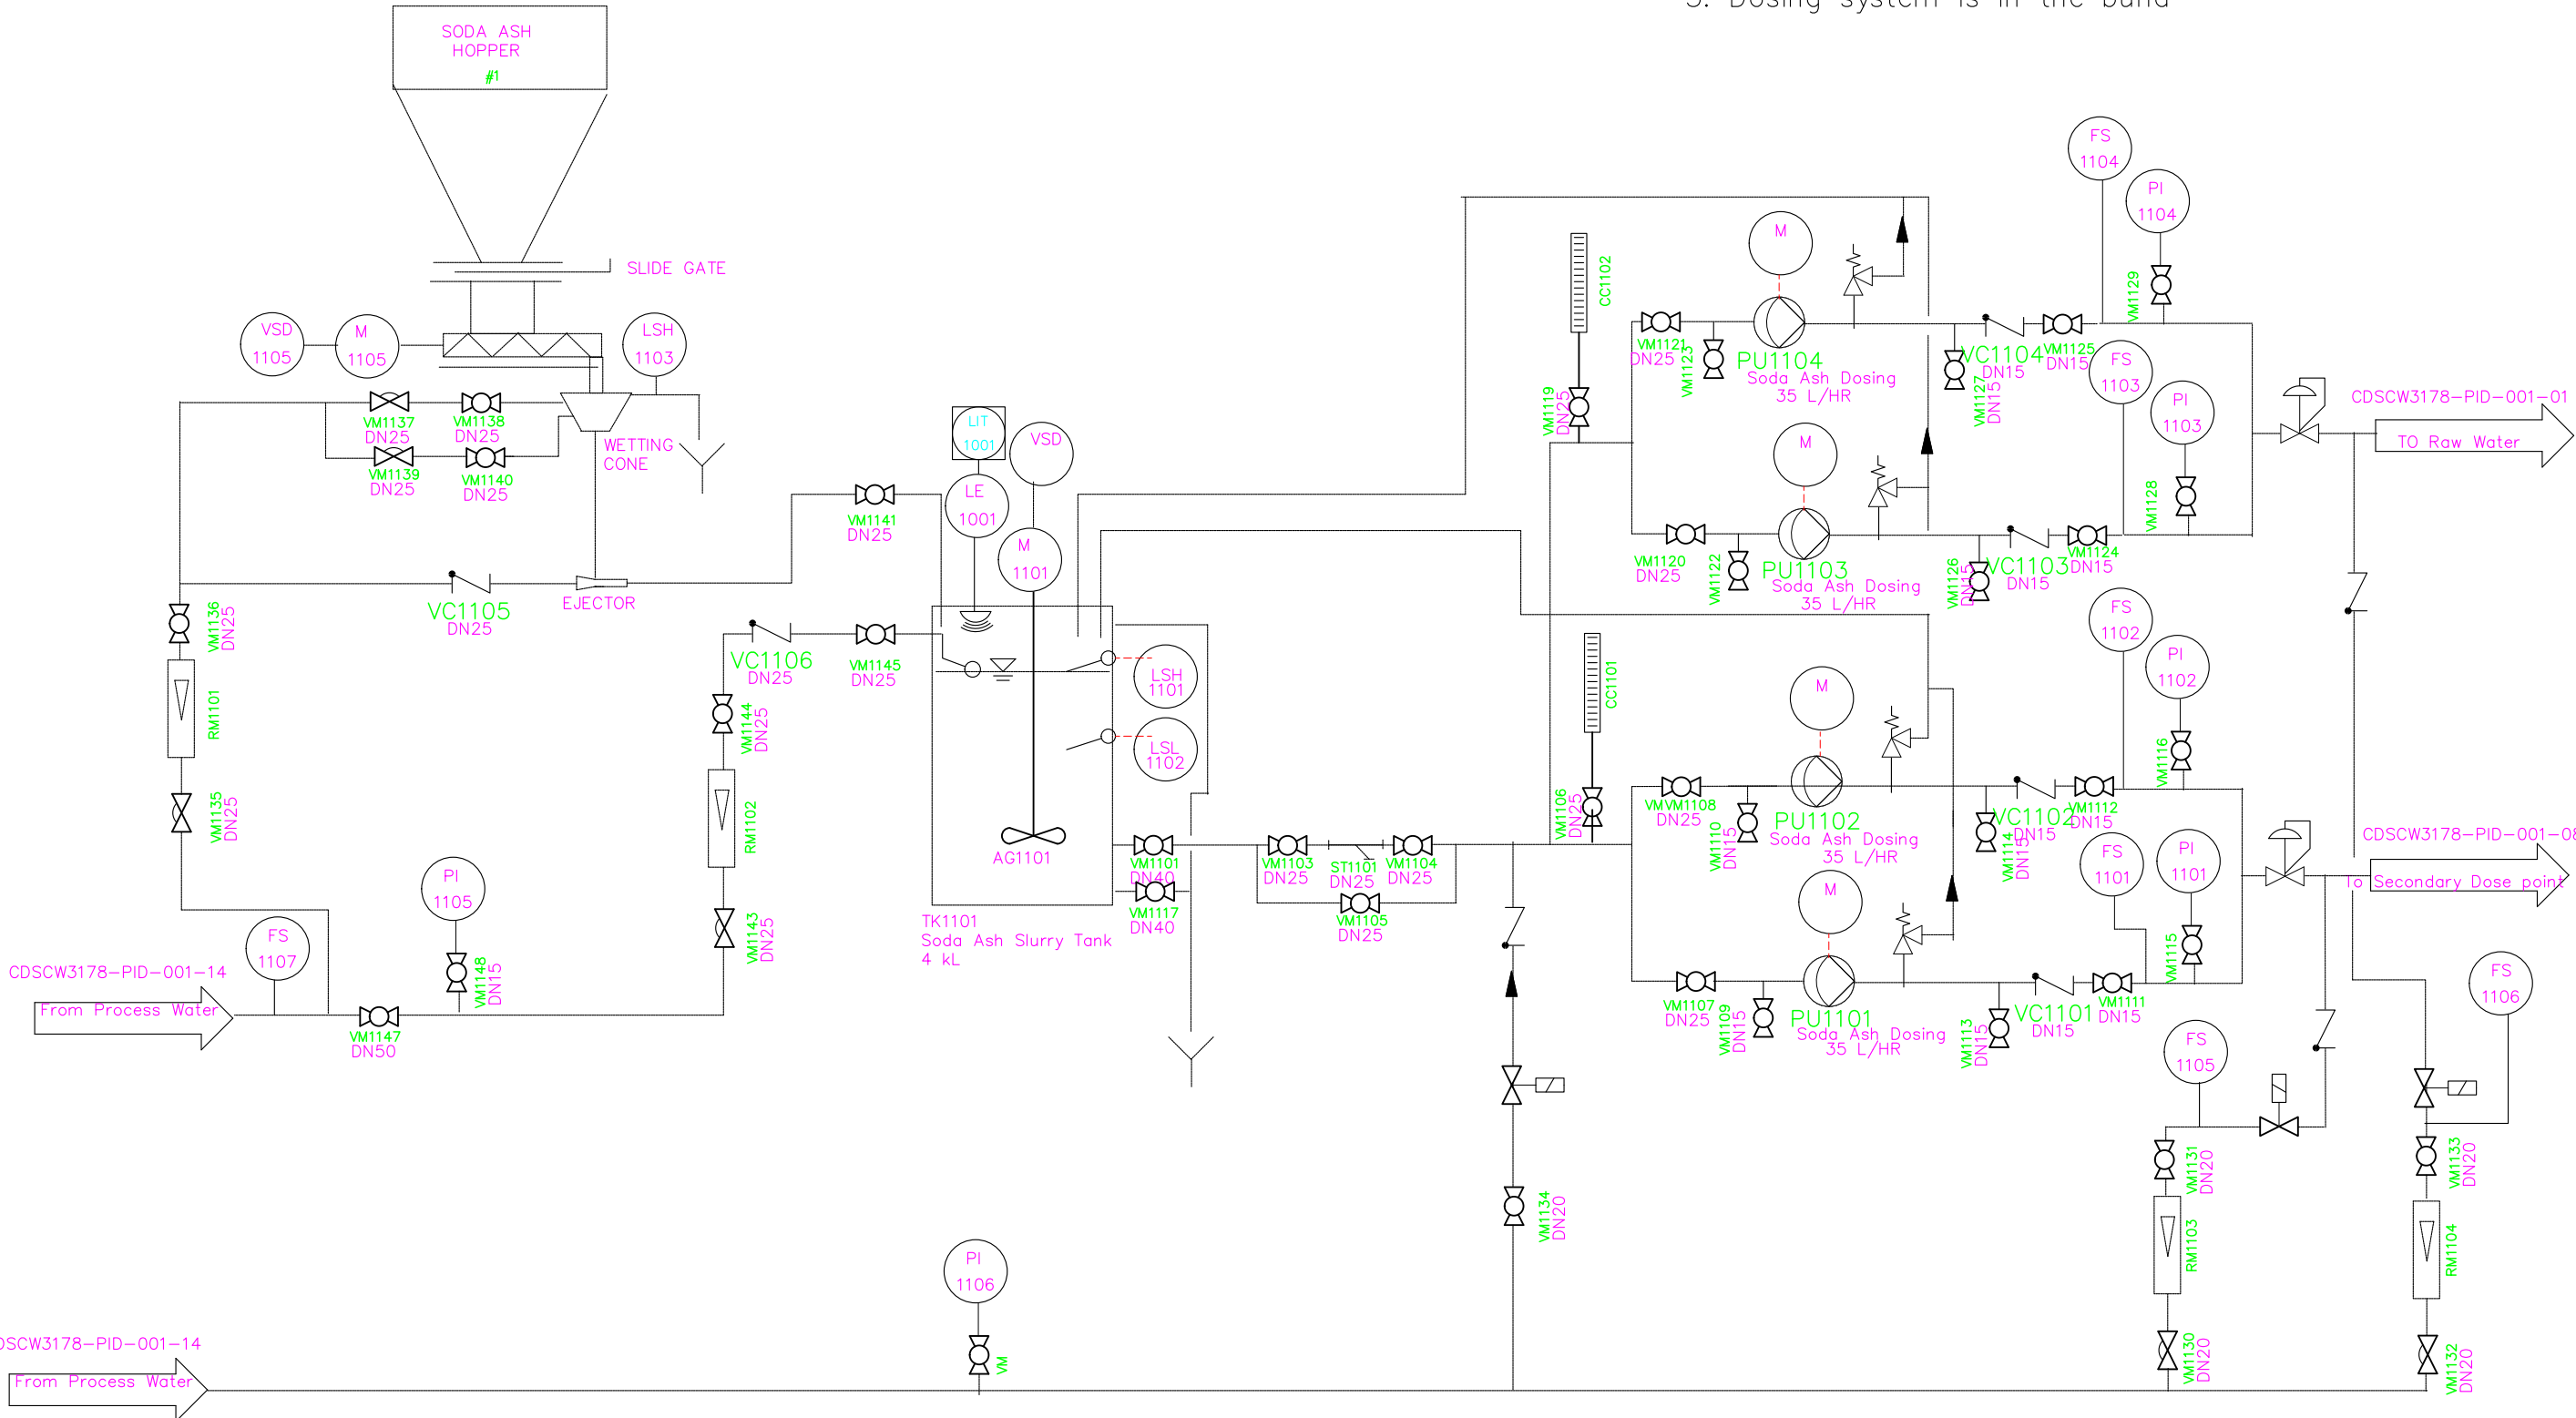 3. Dosing system is in the bund
SODA ASH
HOPPER
#1
SLIDE GATE
VSD
1105
M
1105
LSH
1103
VM1137
DN25
VM1138
DN25
VM1139
DN25
VM1140
DN25
WETTING
CONE
VM1141
DN25
VC1105
DN25
EJECTOR
VM1136
DN25
RM1101
VM1135
DN25
VC1106
DN25
VM1145
DN25
VM1144
DN25
RM1102
VM1143
DN25
PI
1105
VM1148
DN15
FS
1107
CDSCW3178-PID-001-14
From Process Water
VM1147
DN50
LIT
1001
VSD
LE
1001
M
1101
LSH
1101
LSL
1102
AG1101
TK1101
Soda Ash Slurry Tank
4 kL
VM1101
DN40
VM1117
DN40
VM1103
DN25
ST1101
DN25
VM1104
DN25
VM1105
DN25
CC1102
VM1119
DN25
M
VM1121
DN25
VM1123
PU1104
Soda Ash Dosing
35 L/HR
VM1127
DN15
VC1104
DN15
VM1125
DN15
FS
1104
PI
1104
VM1129
M
VM1120
DN25
VM1122
PU1103
Soda Ash Dosing
35 L/HR
VM1126
DN15
VC1103
DN15
VM1124
DN15
FS
1103
PI
1103
VM1128
CDSCW3178-PID-001-01
TO Raw Water
CC1101
VM1106
DN25
M
VMVM1108
DN25
VM1110
DN15
PU1102
Soda Ash Dosing
35 L/HR
VM1114
DN15
VC1102
DN15
VM1112
DN15
FS
1102
PI
1102
VM1116
M
VM1107
DN25
VM1109
DN15
PU1101
Soda Ash Dosing
35 L/HR
VM1113
DN15
VC1101
DN15
VM1111
DN15
FS
1101
PI
1101
VM1115
CDSCW3178-PID-001-08
To Secondary Dose point
FS
1105
FS
1106
VM1131
DN20
VM1133
DN20
RM1103
RM1104
VM1130
DN20
VM1132
DN20
VM1134
DN20
PI
1106
VM
DSCW3178-PID-001-14
From Process Water